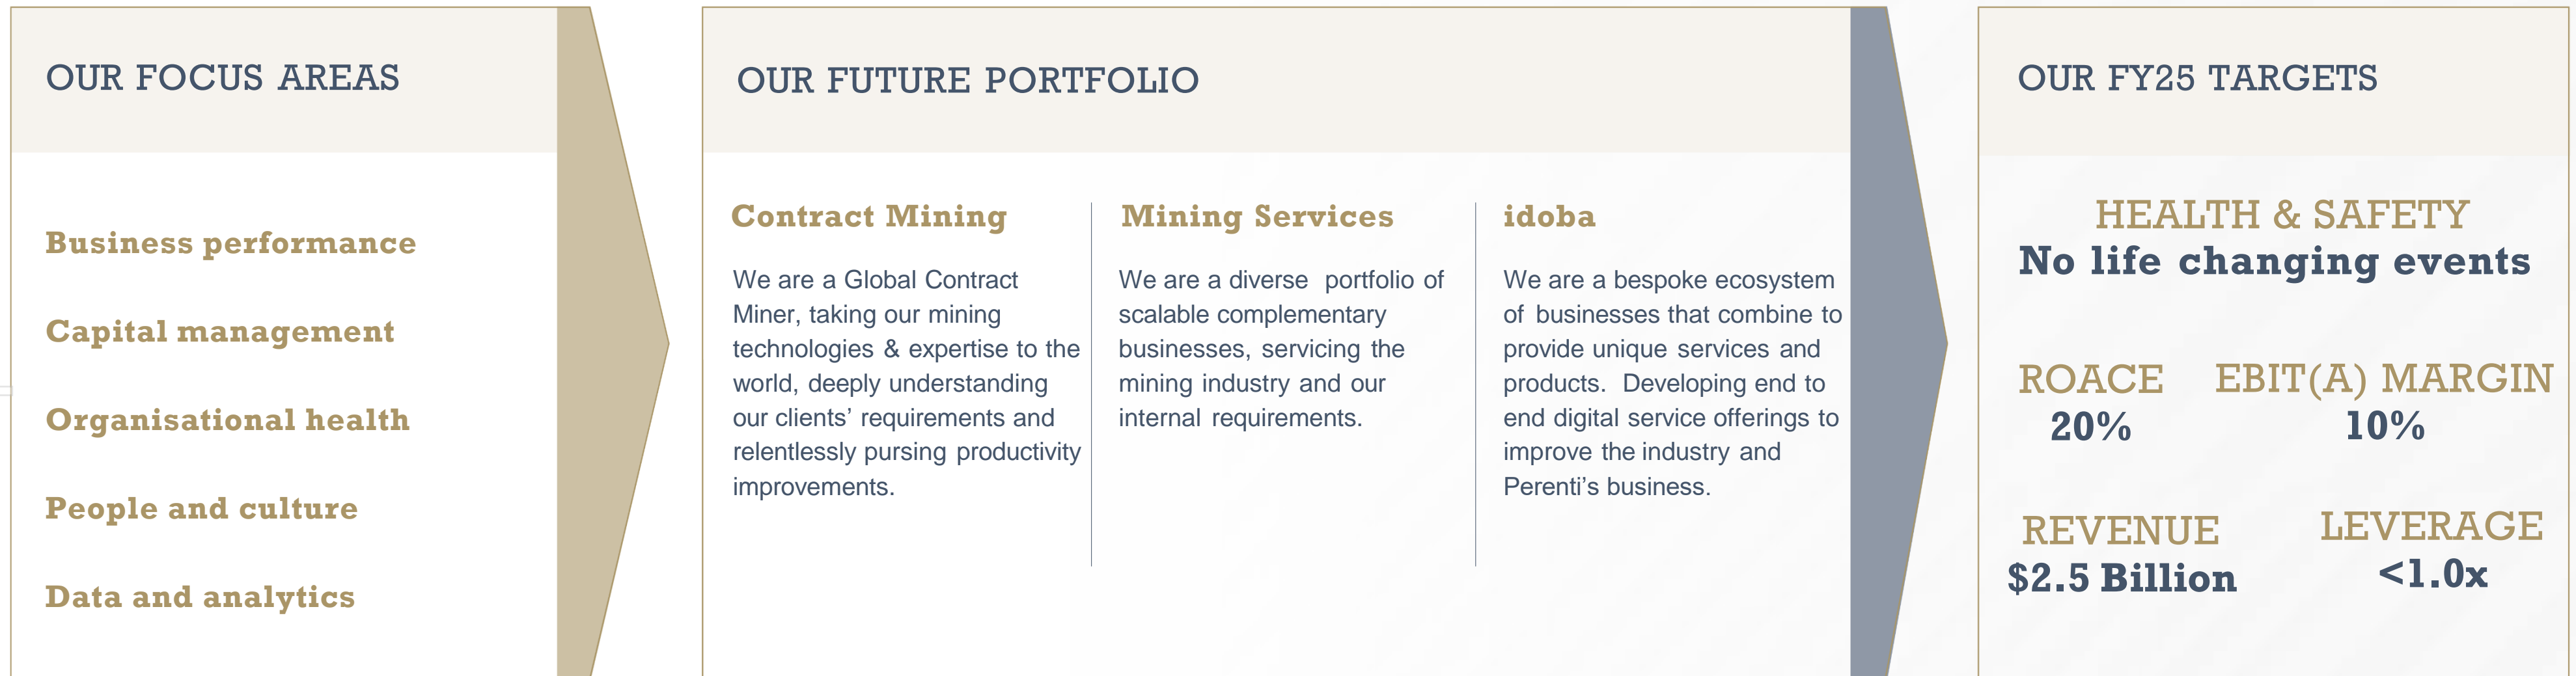 OUR FOCUS AREAS
Business performance
Capital management
Organisational health
People and culture
Data and analytics
OUR FUTURE PORTFOLIO
Contract Mining
We are a Global Contract
Miner, taking our mining
technologies & expertise to the
world, deeply understanding
our clients’ requirements and
relentlessly pursing productivity
improvements.
Mining Services
We are a diverse portfolio of
scalable complementary
businesses, servicing the
mining industry and our
internal requirements.
idoba
We are a bespoke ecosystem
of businesses that combine to
provide unique services and
products. Developing end to
end digital service offerings to
improve the industry and
Perenti’s business.
OUR FY25 TARGETS
HEALTH & SAFETY
No life changing events
ROACE
20%
EBIT(A) MARGIN
10%
REVENUE
$2.5 Billion
LEVERAGE
<1.0x